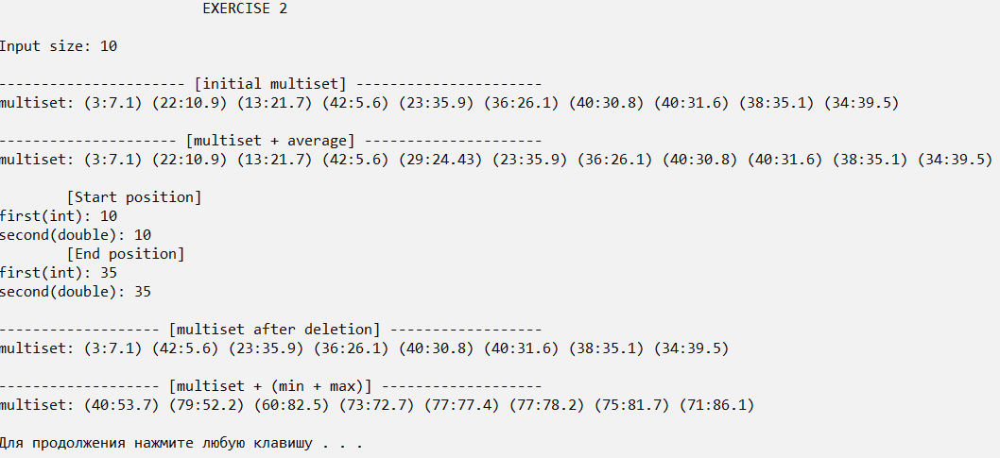 EXERCISE 2
Input size: 10
---------------------- [initial multiset] ----------------------
multiset: (3:7.1) (22:10.9) (13:21.7) (42:5.6) (23:35.9) (36:26.1) (40:30.8) (40:31.6) (38:35.1) (34:39.5)
--------------------- [multiset + average] ---------------------
multiset: (3:7.1) (22:10.9) (13:21.7) (42:5.6) (29:24.43) (23:35.9) (36:26.1) (40:30.8) (40:31.6) (38:35.1) (34:39.5)
[Start position]
first(int): 10
second(double): 10
[End position]
first(int): 35
second(double): 35
------------------- [multiset after deletion] ------------------
multiset: (3:7.1) (42:5.6) (23:35.9) (36:26.1) (40:30.8) (40:31.6) (38:35.1) (34:39.5)
------------------- [multiset + (min + max)] -------------------
multiset: (40:53.7) (79:52.2) (60:82.5) (73:72.7) (77:77.4) (77:78.2) (75:81.7) (71:86.1)
Для продолжения нажмите любую клавишу . . .